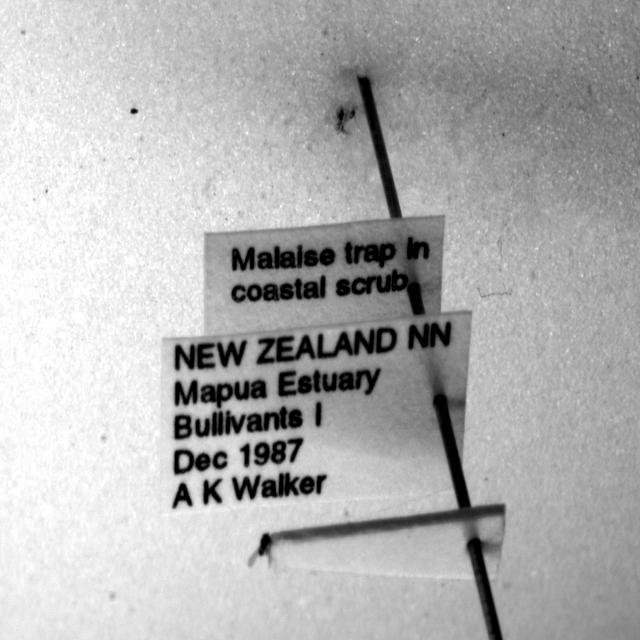 Malaise trap in
coastal scrub
NEW ZEALAND NN
Mapua Estuary
Bullivants I
Dec 1987
A K Walker